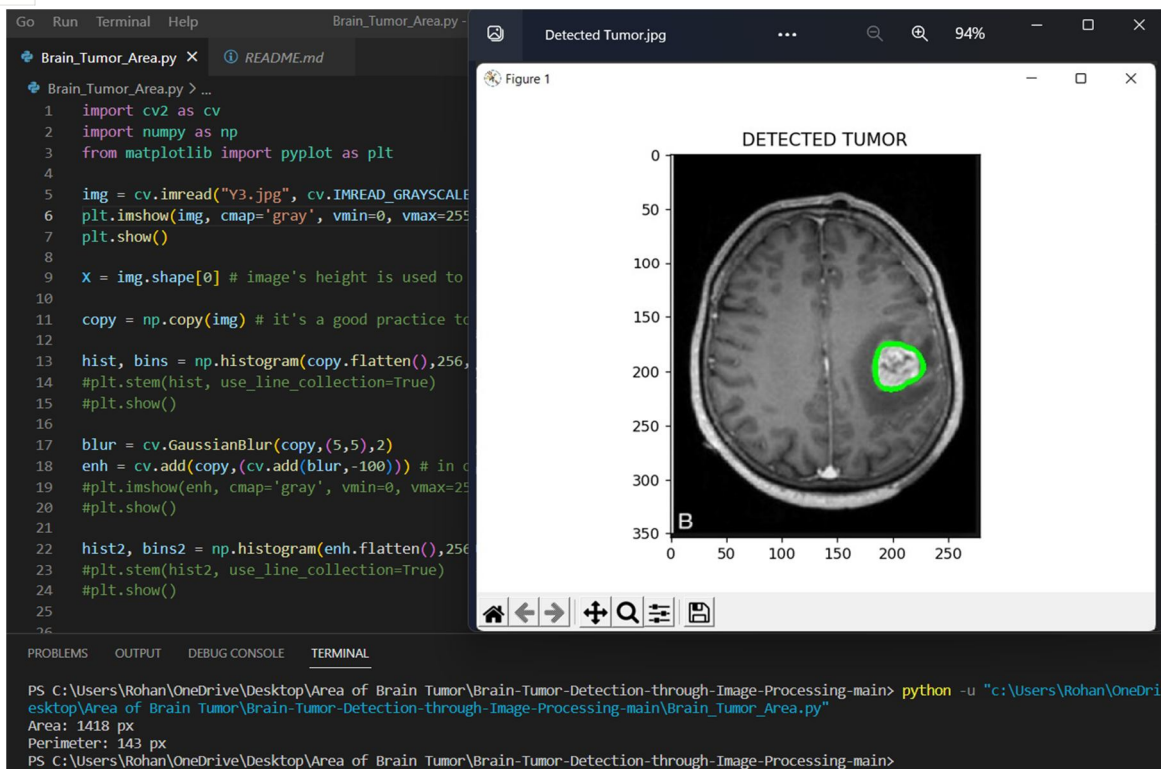 Go Run Terminal Help Brain_Tumor_Area.py -
Detected Tumor.jpg ... 94%
Brain_Tumor_Area.py README.md
Brain_Tumor_Area.py > ...
1 import cv2 as cv
2 import numpy as np
3 from matplotlib import pyplot as plt
4
5 img = cv.imread("Y3.jpg", cv.IMREAD_GRAYSCALE
6 plt.imshow(img, cmap='gray', vmin=0, vmax=255
7 plt.show()
8
9 X = img.shape[0] # image's height is used to
10
11 copy = np.copy(img) # it's a good practice to
12
13 hist, bins = np.histogram(copy.flatten(),256,
14 #plt.stem(hist, use_line_collection=True)
15 #plt.show()
16
17 blur = cv.GaussianBlur(copy,(5,5),2)
18 enh = cv.add(copy,(cv.add(blur,-100))) # in c
19 #plt.imshow(enh, cmap='gray', vmin=0, vmax=25
20 #plt.show()
21
22 hist2, bins2 = np.histogram(enh.flatten(),256
23 #plt.stem(hist2, use_line_collection=True)
24 #plt.show()
25
26
Figure 1
DETECTED TUMOR
0
50
100
150
200
250
300
350
B
0 50 100 150 200 250
PROBLEMS OUTPUT DEBUG CONSOLE TERMINAL
PS C:\Users\Rohan\OneDrive\Desktop\Area of Brain Tumor\Brain-Tumor-Detection-through-Image-Processing-main> python -u "c:\Users\Rohan\OneDri
esktop\Area of Brain Tumor\Brain-Tumor-Detection-through-Image-Processing-main\Brain_Tumor_Area.py"
Area: 1418 px
Perimeter: 143 px
PS C:\Users\Rohan\OneDrive\Desktop\Area of Brain Tumor\Brain-Tumor-Detection-through-Image-Processing-main>